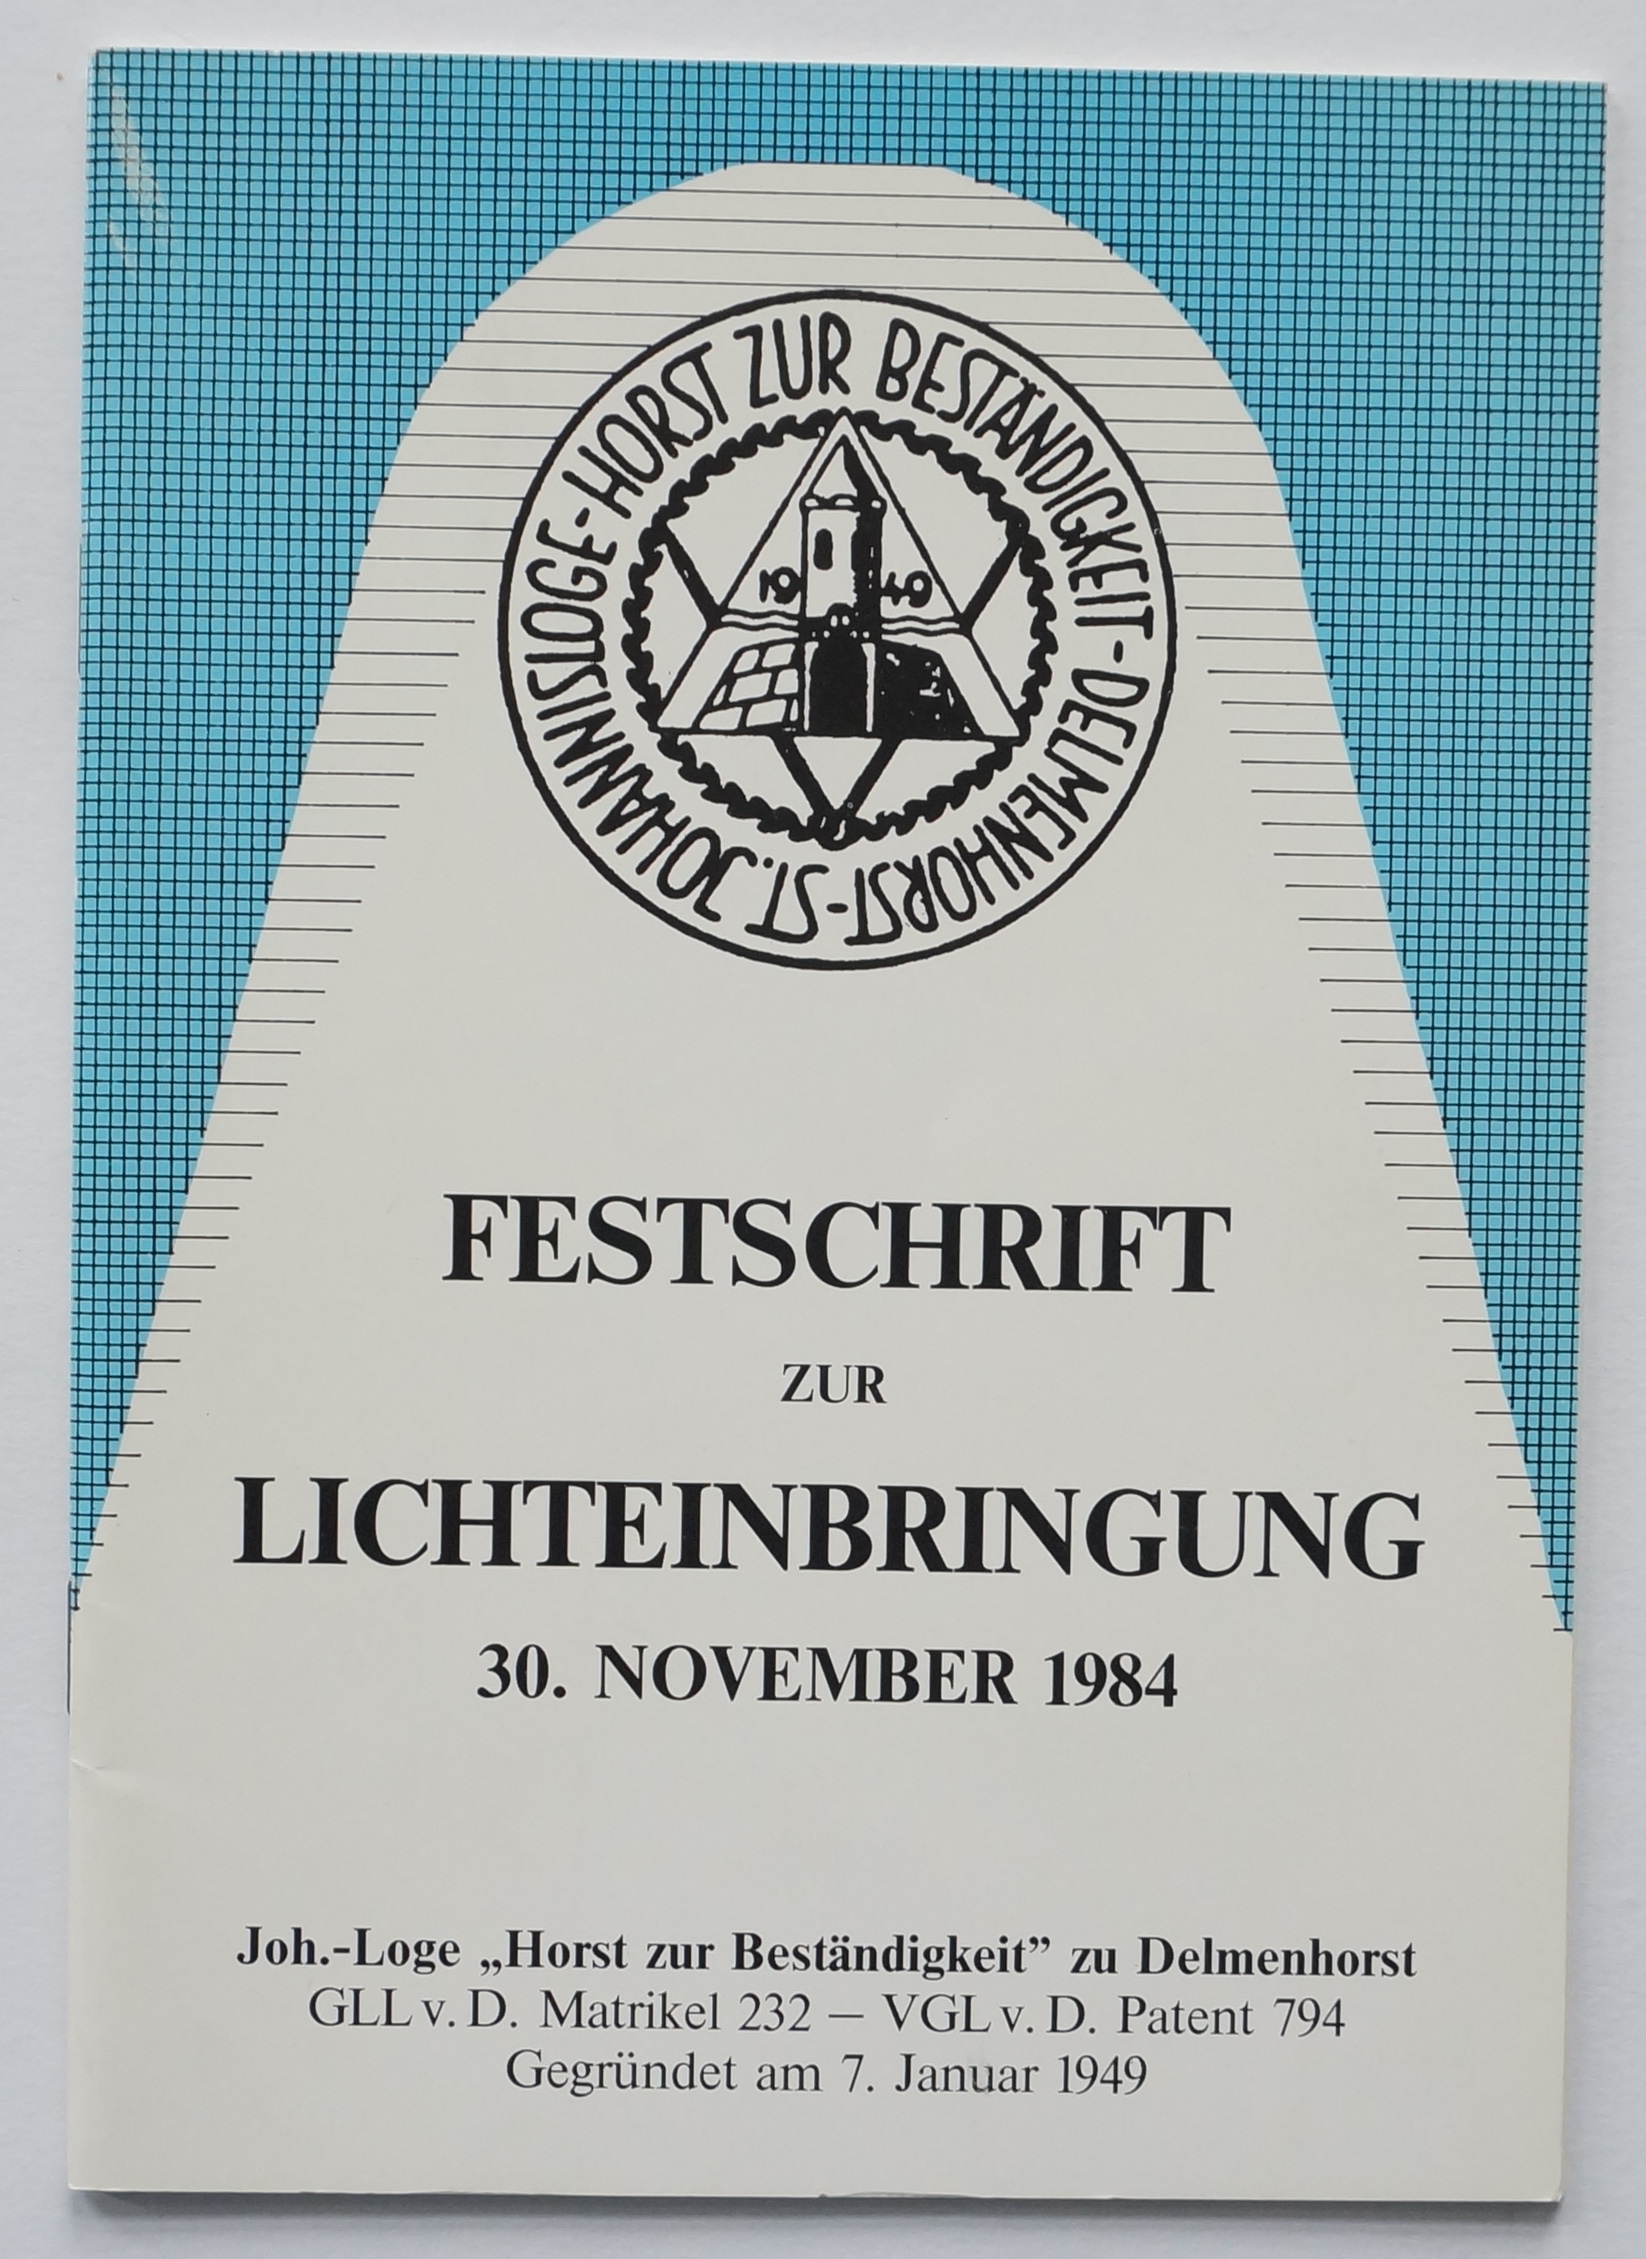 ST. JOHANNISLOGE - HORST ZUR BESTÄNDIGKEIT - DELMENHORST -
19 49
FESTSCHRIFT
ZUR
LICHTEINBRINGUNG
30. NOVEMBER 1984
Joh.-Loge „Horst zur Beständigkeit” zu Delmenhorst
GLL v. D. Matrikel 232 — VGL v. D. Patent 794
Gegründet am 7. Januar 1949